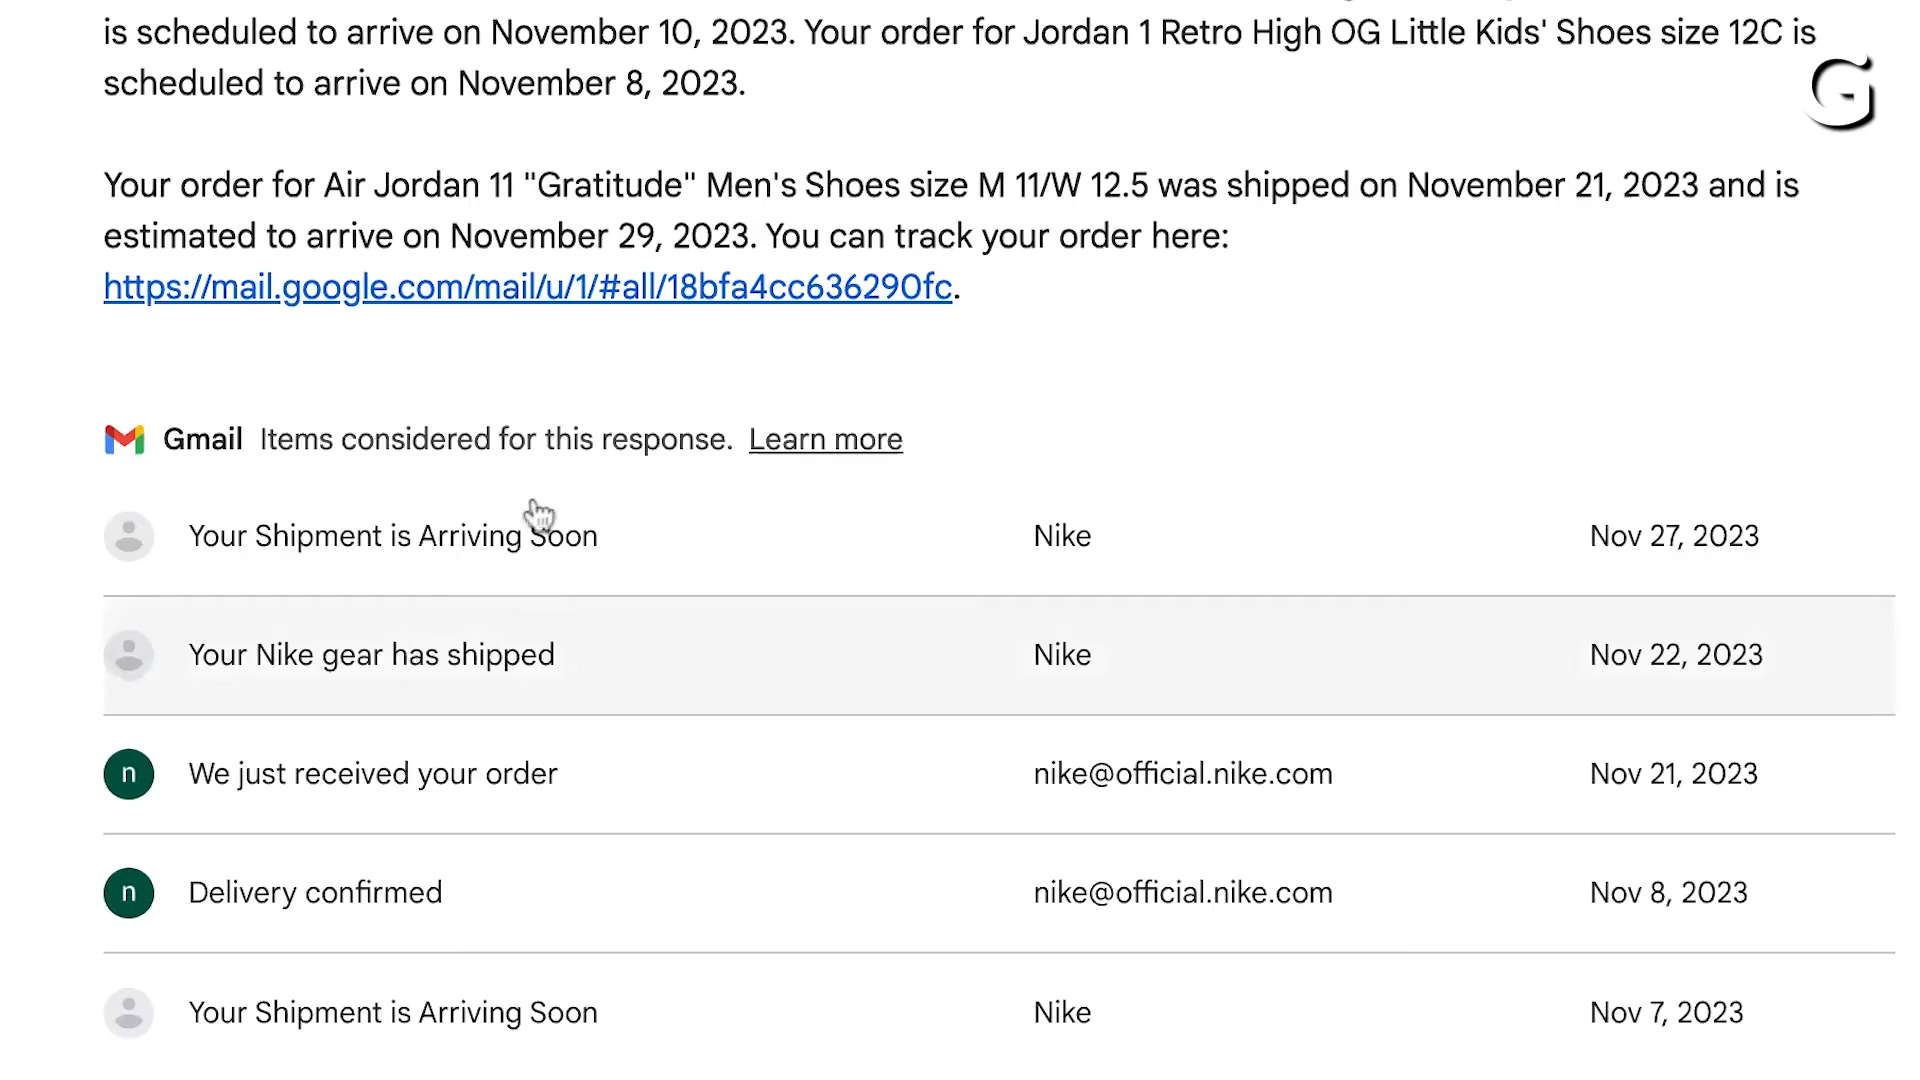 is scheduled to arrive on November 10, 2023. Your order for Jordan 1 Retro High OG Little Kids' Shoes size 12C is
scheduled to arrive on November 8, 2023.
G
Your order for Air Jordan 11 "Gratitude" Men's Shoes size M 11/W 12.5 was shipped on November 21, 2023 and is
estimated to arrive on November 29, 2023. You can track your order here:
https://mail.google.com/mail/u/1/#all/18bfa4cc636290fc.
Gmail Items considered for this response. Learn more
Your Shipment is Arriving Soon Nike Nov 27, 2023
Your Nike gear has shipped Nike Nov 22, 2023
n We just received your order nike@official.nike.com Nov 21, 2023
n Delivery confirmed nike@official.nike.com Nov 8, 2023
Your Shipment is Arriving Soon Nike Nov 7, 2023